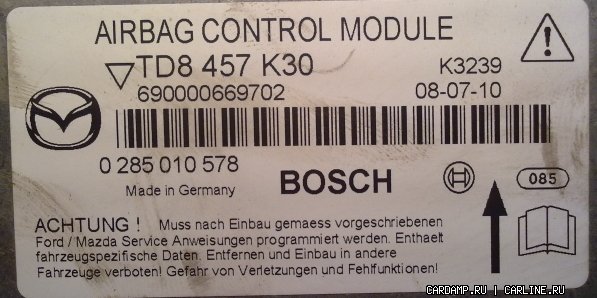 AIRBAG CONTROL MODULE
TD8 457 K30
K3239
690000669702
08-07-10
0 285 010 578
Made in Germany
BOSCH
085
ACHTUNG ! Muss nach Einbau gemaess vorgeschriebenen
Ford / Mazda Service Anweisungen programmiert werden. Enthaelt
fahrzeugspezifische Daten. Entfernen und Einbau in andere
Fahrzeuge verboten! Gefahr von Verletzungen und Fehlfunktionen!
CARDAMP.RU | CARLINE.RU